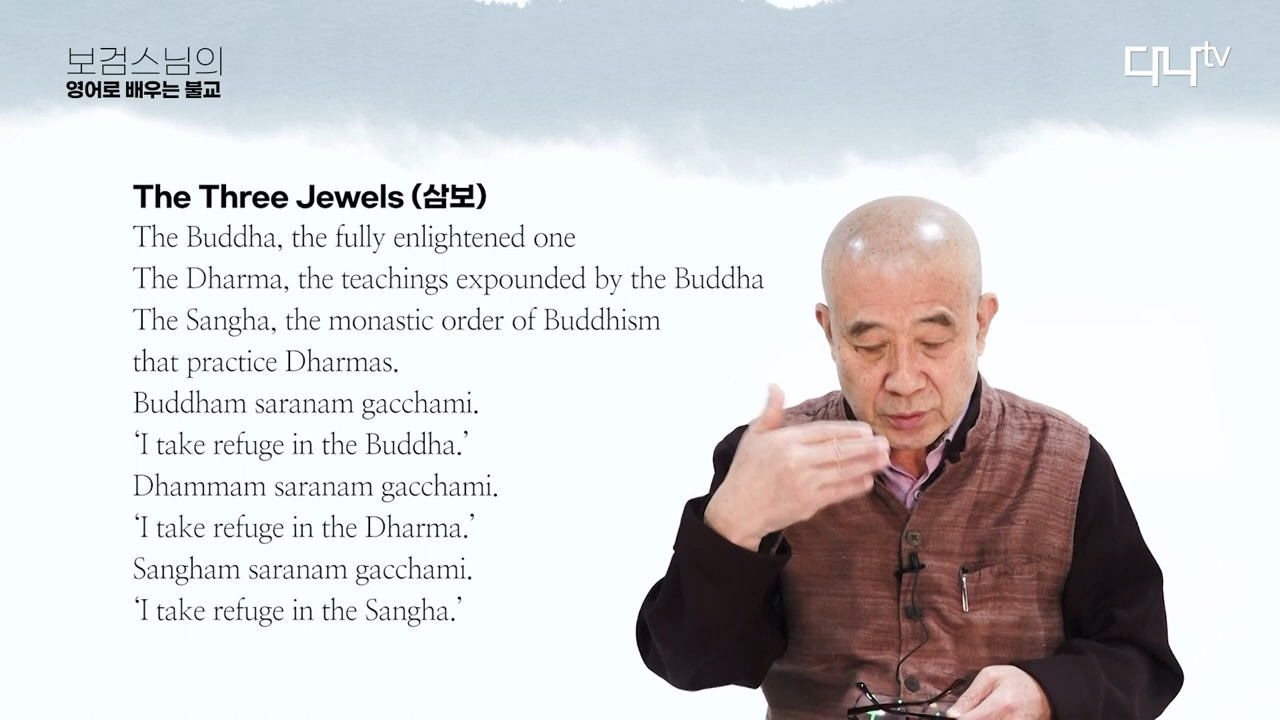 보검스님의
영어로 배우는 불교
다나tv
The Three Jewels (삼보)
The Buddha, the fully enlightened one
The Dharma, the teachings expounded by the Buddha
The Sangha, the monastic order of Buddhism
that practice Dharmas.
Buddham saranam gacchami.
‘I take refuge in the Buddha.’
Dhammam saranam gacchami.
‘I take refuge in the Dharma.’
Sangham saranam gacchami.
‘I take refuge in the Sangha.’